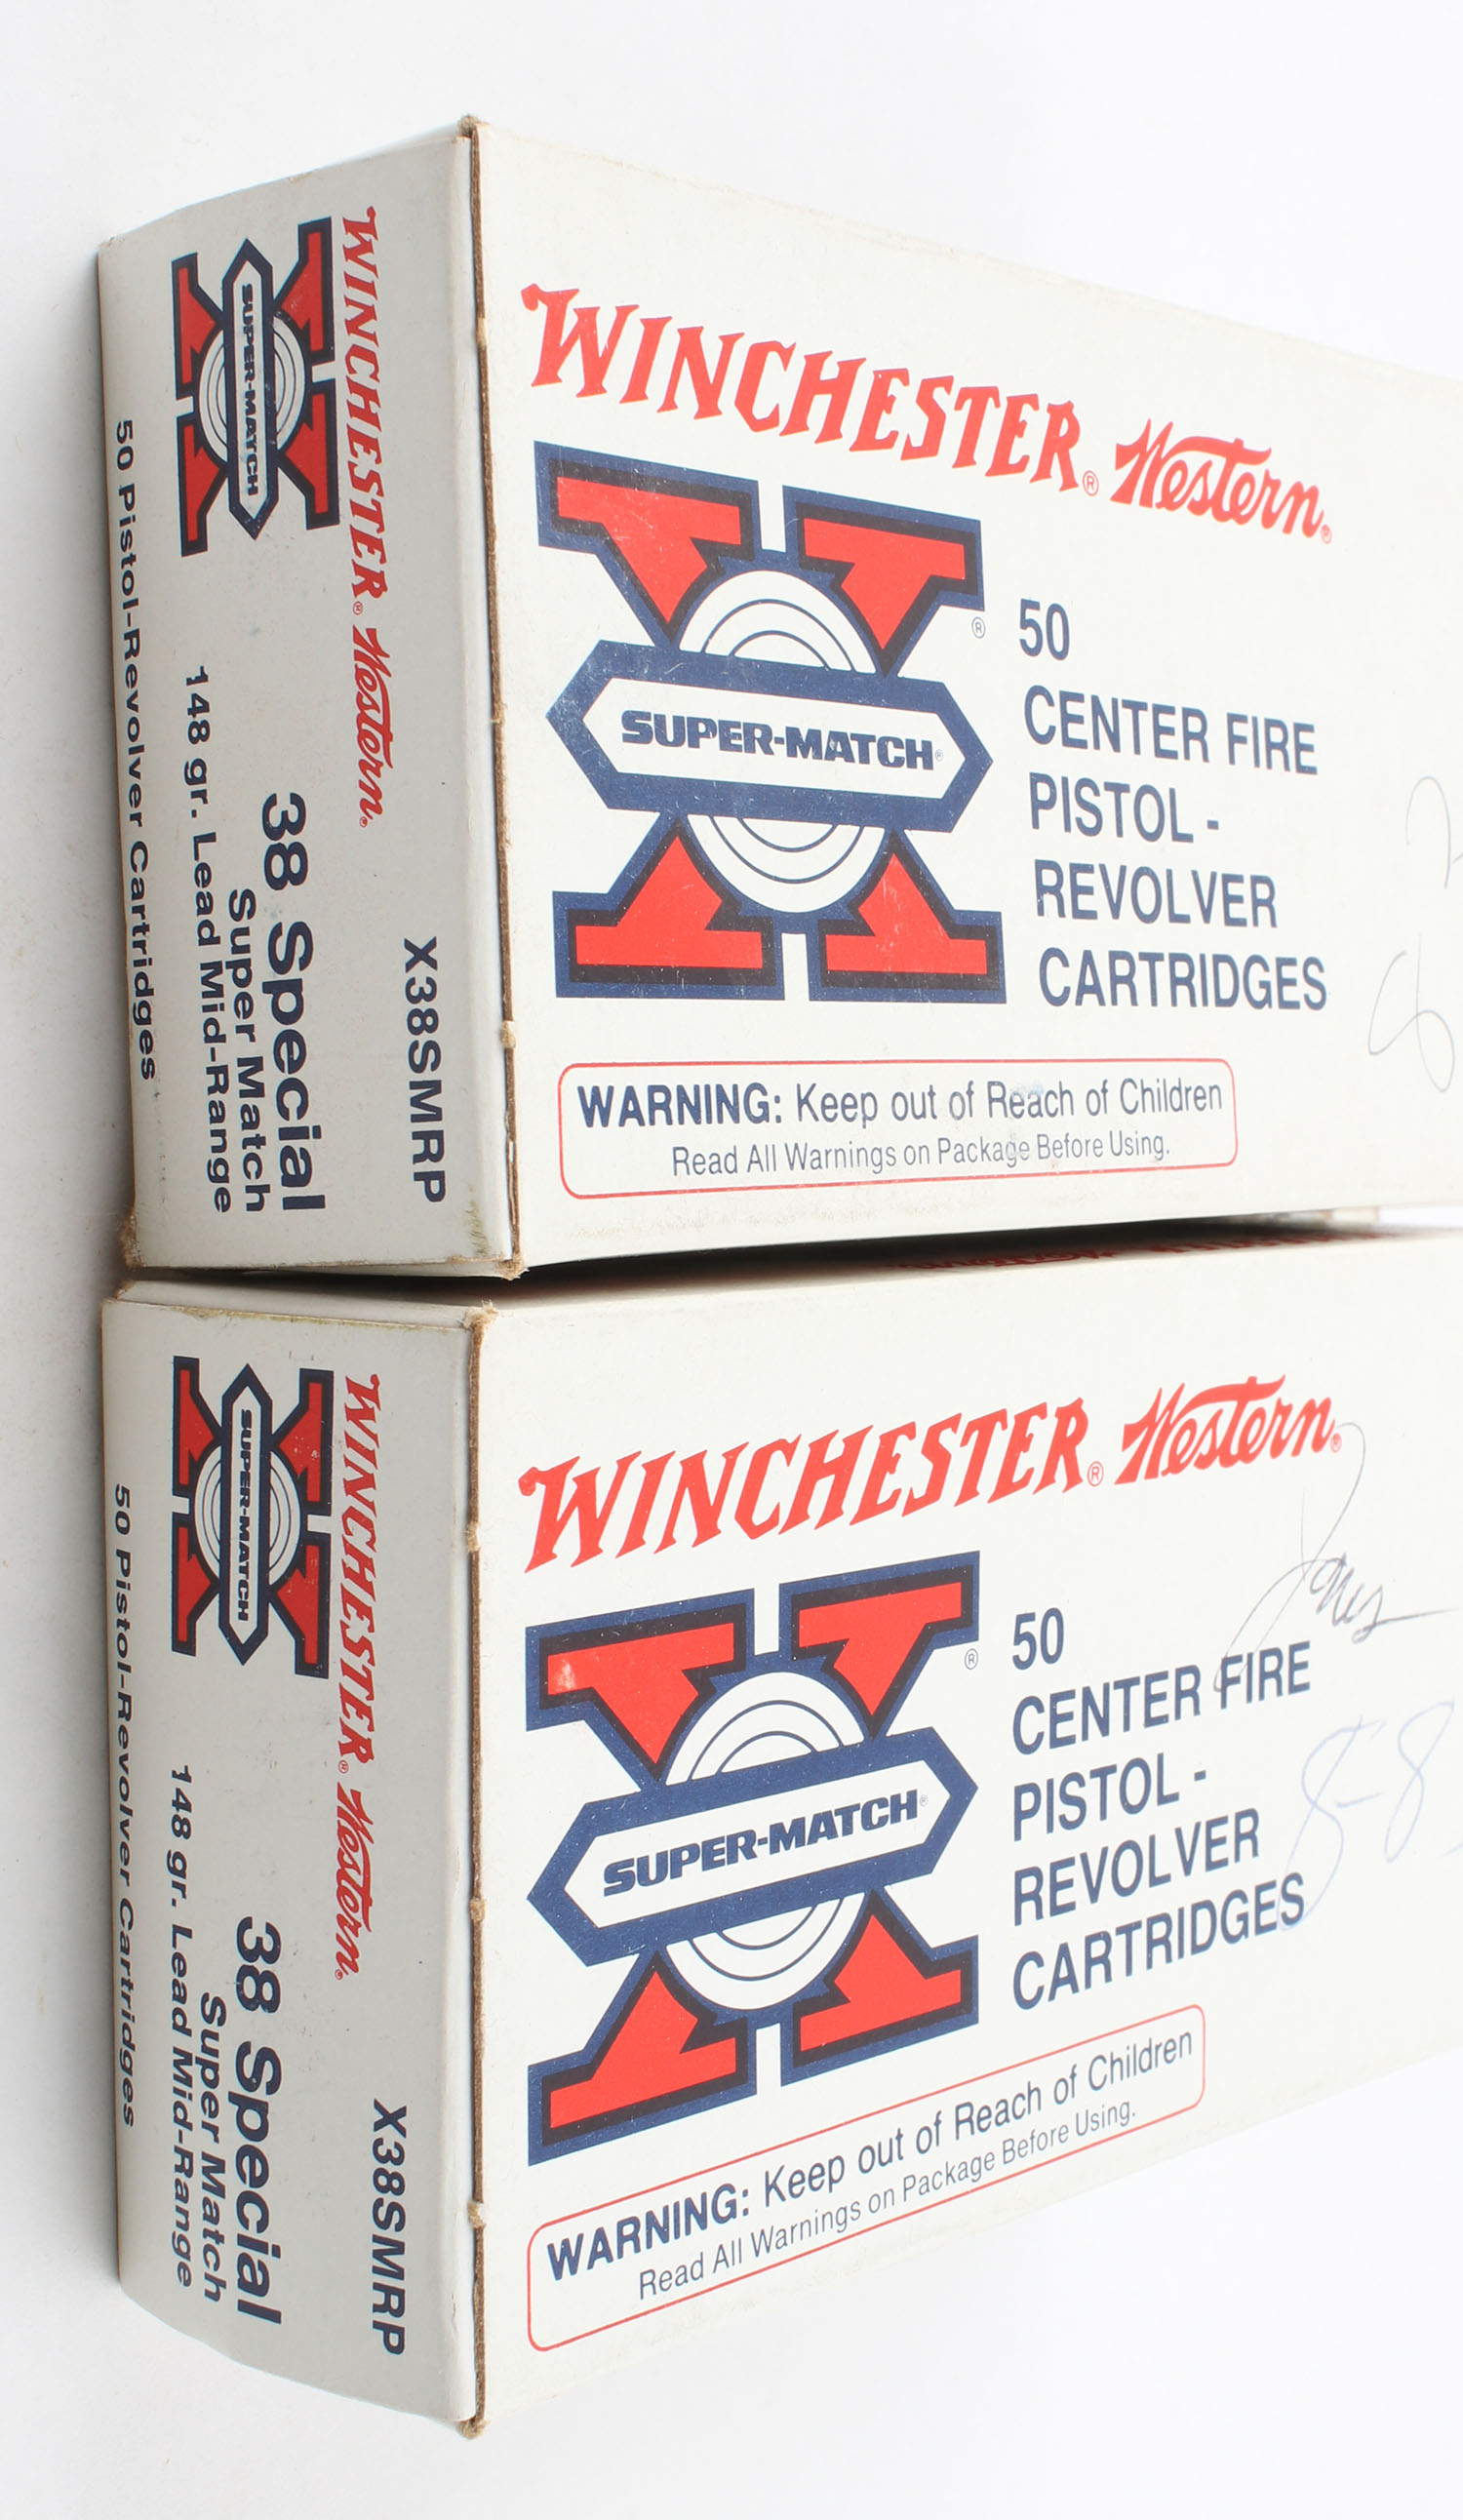 WINCHESTER® Western®
SUPER-MATCH
X38SMRP
38 Special
Super Match
148 gr. Lead Mid-Range
50 Pistol-Revolver Cartridges
WINCHESTER® Western®
®
SUPER-MATCH®
50
CENTER FIRE
PISTOL -
REVOLVER
CARTRIDGES
WARNING: Keep out of Reach of Children
Read All Warnings on Package Before Using.
WINCHESTER® Western®
SUPER-MATCH
X38SMRP
38 Special
Super Match
148 gr. Lead Mid-Range
50 Pistol-Revolver Cartridges
WINCHESTER® Western®
®
SUPER-MATCH®
50
CENTER FIRE
PISTOL -
REVOLVER
CARTRIDGES
WARNING: Keep out of Reach of Children
Read All Warnings on Package Before Using.